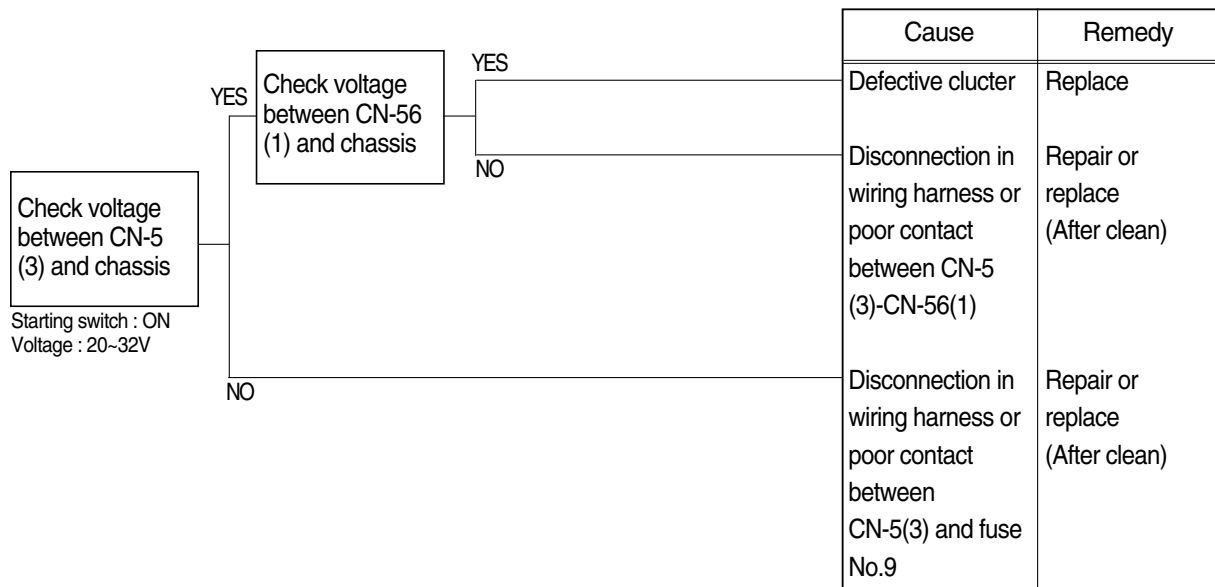 Cause Remedy
YES
Check voltage
between CN-5
(3) and chassis
Starting switch : ON
Voltage : 20~32V
YES
Check voltage
between CN-56
(1) and chassis
NO
NO
Defective clucter Replace
Disconnection in Repair or
wiring harness or replace
poor contact (After clean)
between CN-5
(3)-CN-56(1)
Disconnection in Repair or
wiring harness or replace
poor contact (After clean)
between
CN-5(3) and fuse
No.9